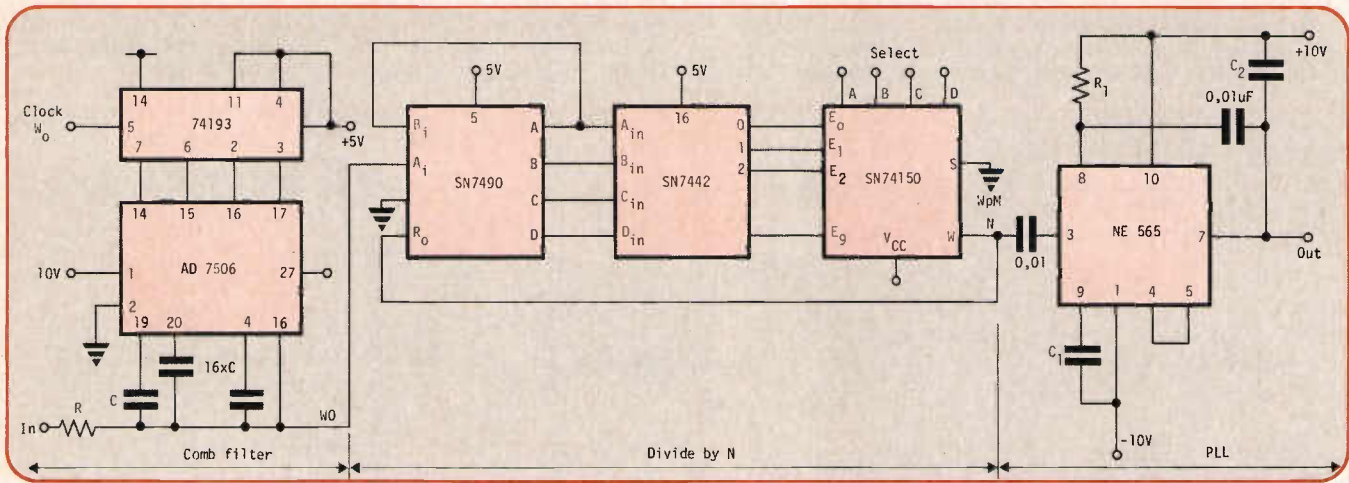 Clock
W₀
14
11
4
5
74193
7
6
2
3
+5V
14
15
16
17
10V
1
AD 7506
27
2
19
20
4
16
C
16xC
In
R
WO
Comb filter
5V
5
Bi
Ai
Ro
SN7490
A
B
C
D
5V
16
Ain
Bin
Cin
Din
SN7442
0
1
2
Select
A
B
C
D
E₀
E₁
E₂
E9
SN74150
S
VCC
W
WpM
N
Divide by N
0,01
R₁
C₂
+10V
0,01uF
8
10
3
NE 565
7
Out
9
1
4
5
C₁
-10V
PLL